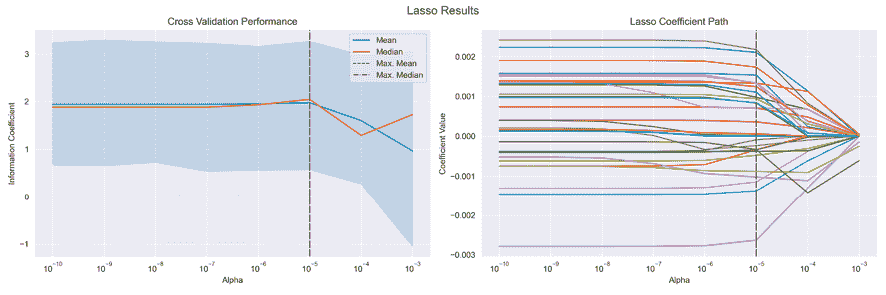 Lasso Results
Cross Validation Performance
Information Coefficient
3
2
1
0
−1
Mean
Median
Max. Mean
Max. Median
10⁻¹⁰ 10⁻⁹ 10⁻⁸ 10⁻⁷ 10⁻⁶ 10⁻⁵ 10⁻⁴ 10⁻³
Alpha
Lasso Coefficient Path
Coefficient Value
0.002
0.001
0.000
−0.001
−0.002
−0.003
10⁻¹⁰ 10⁻⁹ 10⁻⁸ 10⁻⁷ 10⁻⁶ 10⁻⁵ 10⁻⁴ 10⁻³
Alpha